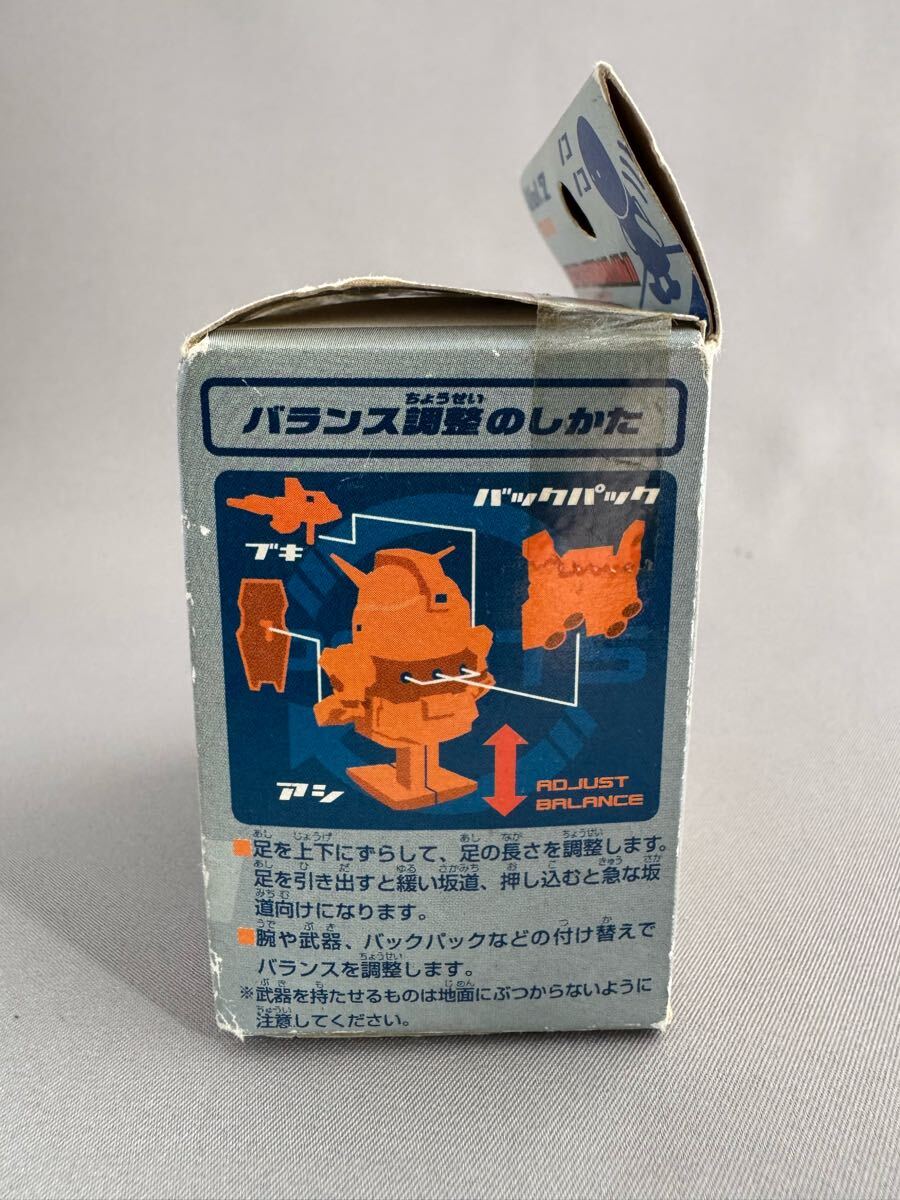 バランス調整のしかた
ちょうせい
バックパック
ブキ
アシ
ADJUST
BALANCE
■足を上下にずらして、足の長さを調整します。
足を引き出すと緩い坂道、押し込むと急な坂
道向けになります。
■腕や武器、バックパックなどの付け替えで
バランスを調整します。
※武器を持たせるものは地面にぶつからないように
注意してください。